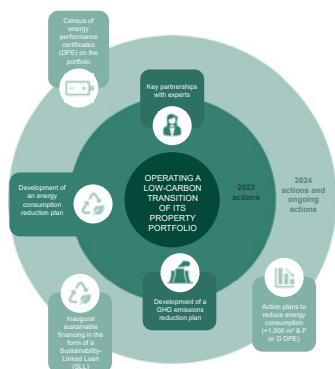 Census of
energy
performance
certificates
(DPE) on the
portfolio
Key partnerships
with experts
Development of
an energy
consumption
reduction plan
OPERATING A
LOW-CARBON
TRANSITION
OF ITS
PROPERTY
PORTFOLIO
2023
actions
2024
actions and
ongoing
actions
Inaugural
sustainable
financing in the
form of a
Sustainability-
Linked Loan
(SLL)
Development of a
GHG emissions
reduction plan
Action plans to
reduce energy
consumption
(+1,000 m² & F
or G DPE)